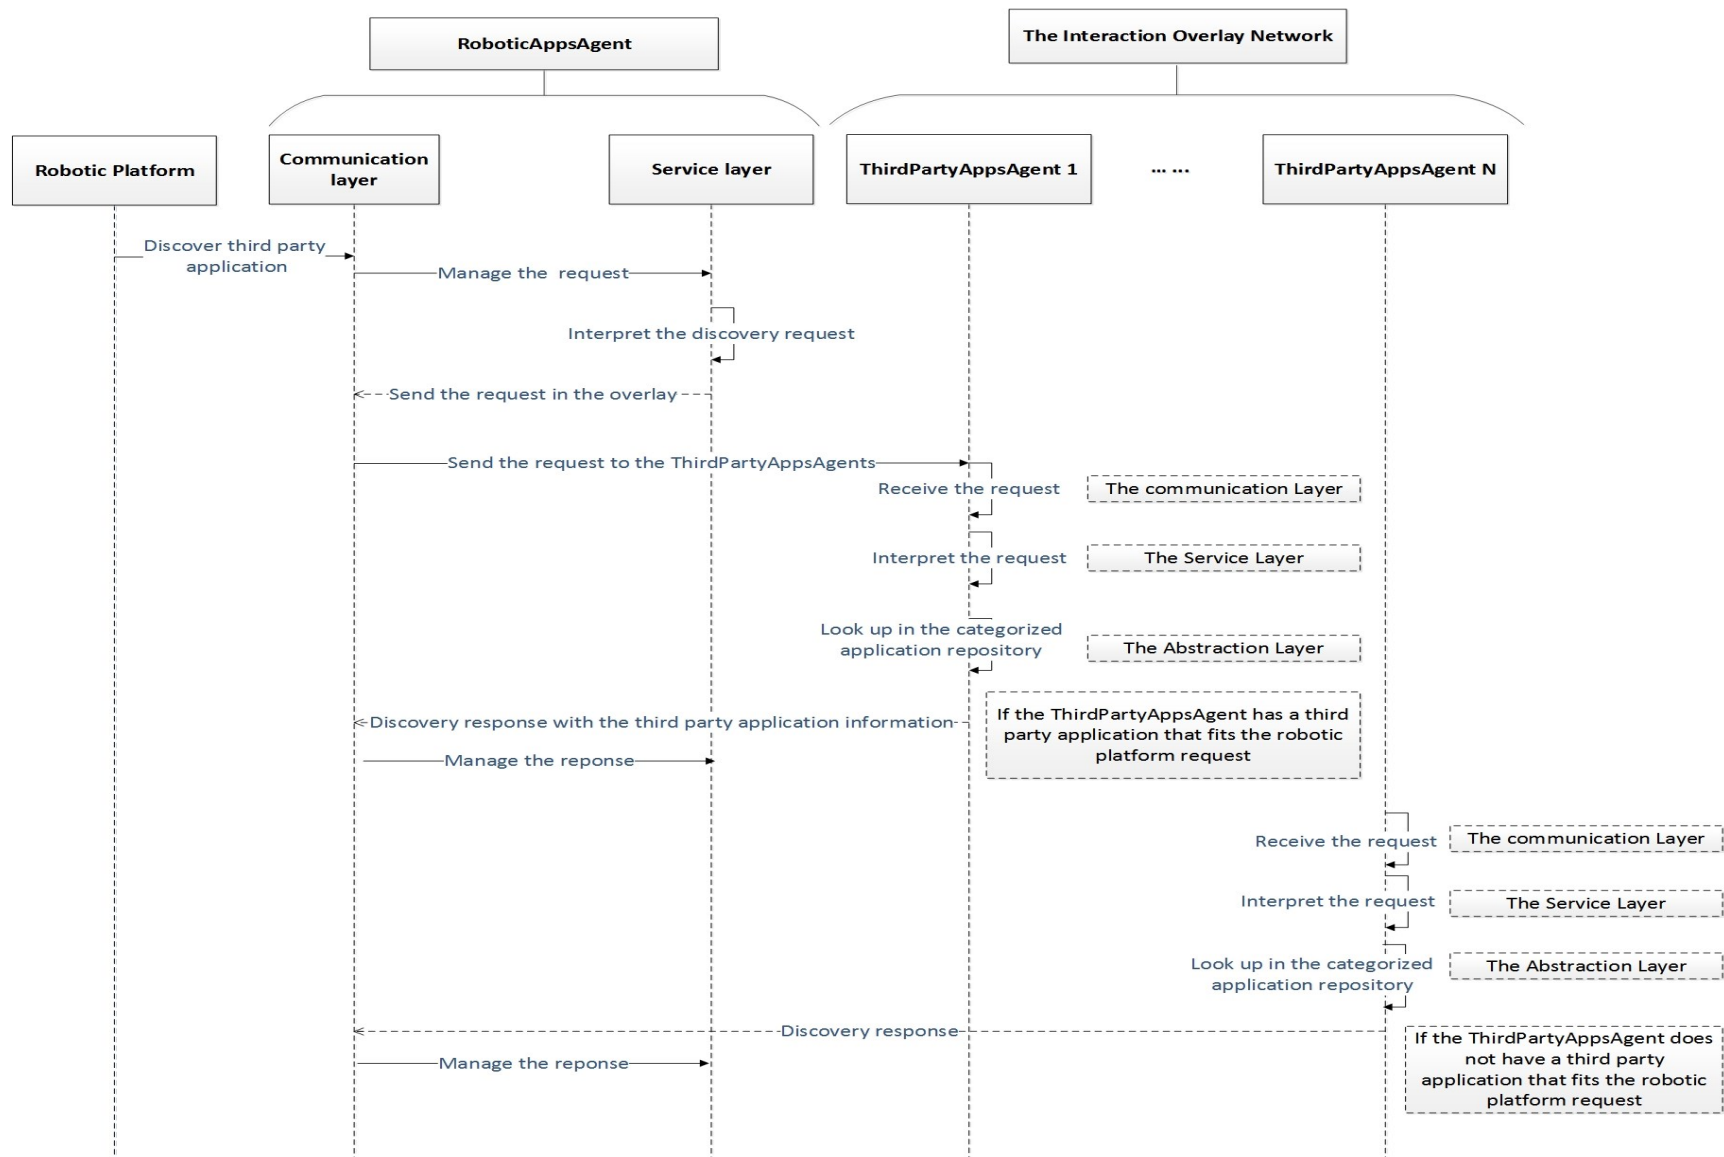 RoboticAppsAgent
The Interaction Overlay Network
Robotic Platform
Communication
layer
Service layer
ThirdPartyAppsAgent 1
... ...
ThirdPartyAppsAgent N
Discover third party
application
Manage the request
Interpret the discovery request
Send the request in the overlay
Send the request to the ThirdPartyAppsAgents
Receive the request
The communication Layer
Interpret the request
The Service Layer
Look up in the categorized
application repository
The Abstraction Layer
Discovery response with the third party application information
If the ThirdPartyAppsAgent has a third
party application that fits the robotic
platform request
Manage the reponse
Receive the request
The communication Layer
Interpret the request
The Service Layer
Look up in the categorized
application repository
The Abstraction Layer
Discovery response
If the ThirdPartyAppsAgent does
not have a third party
application that fits the robotic
platform request
Manage the reponse